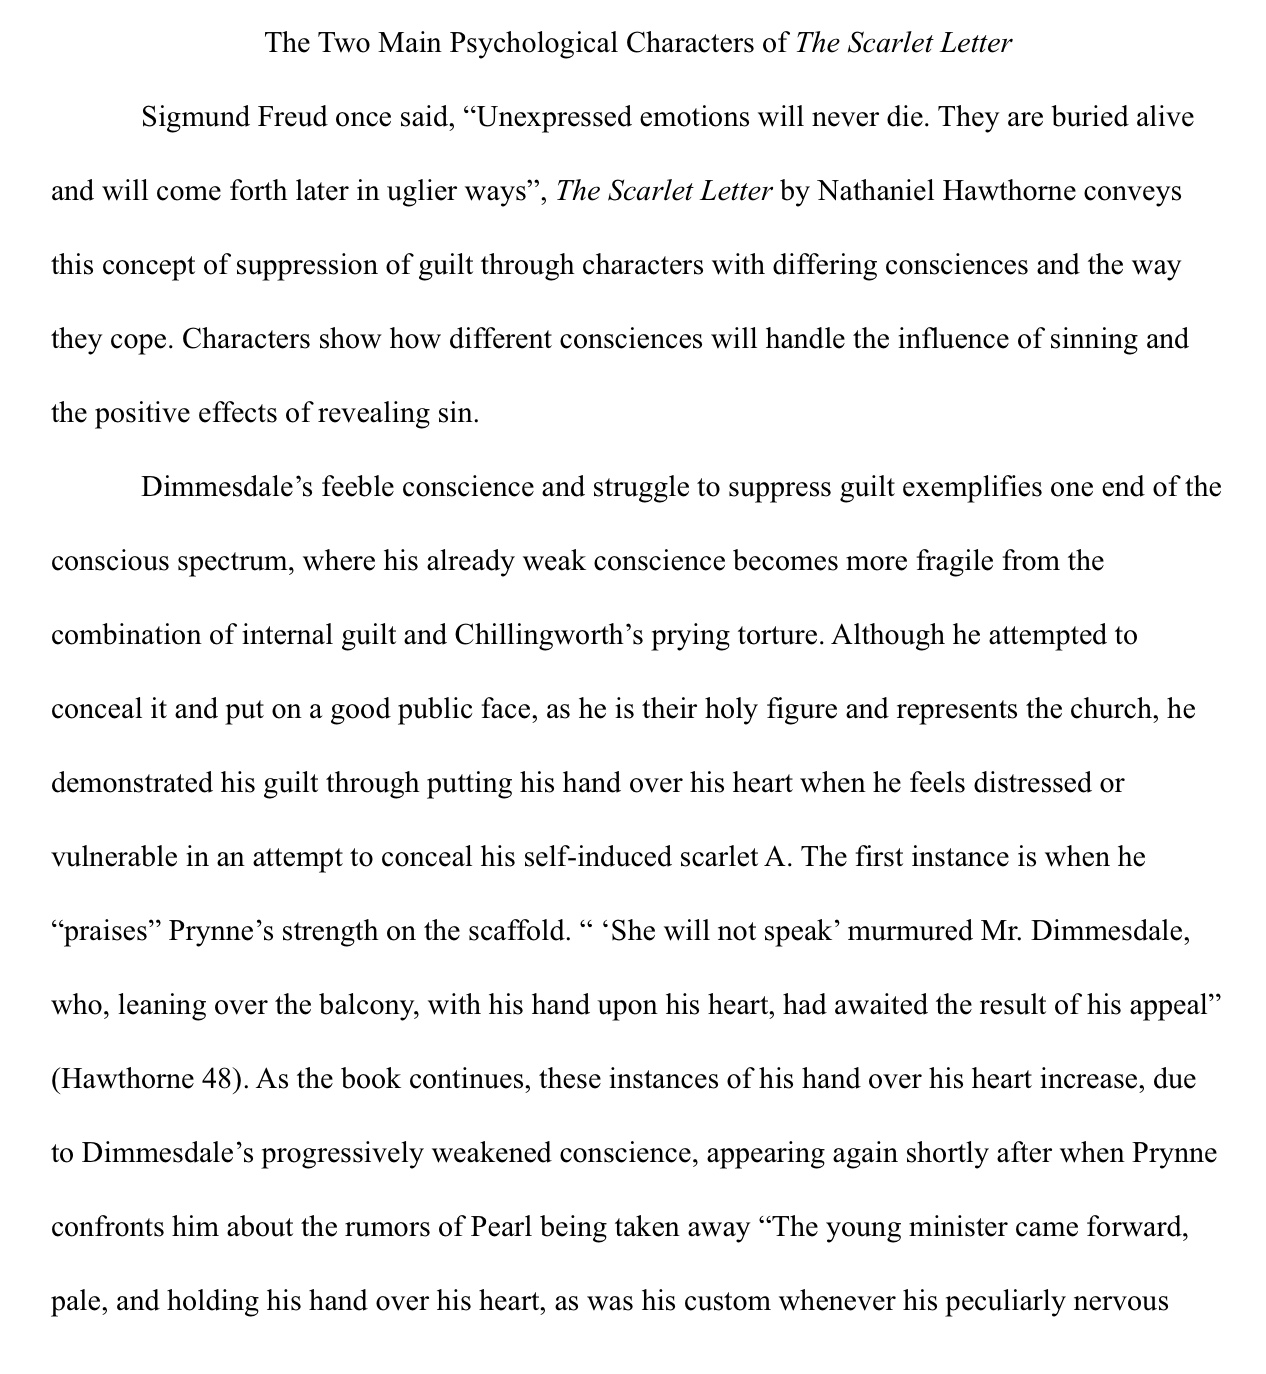 The Two Main Psychological Characters of The Scarlet Letter
Sigmund Freud once said, “Unexpressed emotions will never die. They are buried alive
and will come forth later in uglier ways”, The Scarlet Letter by Nathaniel Hawthorne conveys
this concept of suppression of guilt through characters with differing consciences and the way
they cope. Characters show how different consciences will handle the influence of sinning and
the positive effects of revealing sin.
Dimmesdale’s feeble conscience and struggle to suppress guilt exemplifies one end of the
conscious spectrum, where his already weak conscience becomes more fragile from the
combination of internal guilt and Chillingworth’s prying torture. Although he attempted to
conceal it and put on a good public face, as he is their holy figure and represents the church, he
demonstrated his guilt through putting his hand over his heart when he feels distressed or
vulnerable in an attempt to conceal his self-induced scarlet A. The first instance is when he
“praises” Prynne’s strength on the scaffold. “ ‘She will not speak’ murmured Mr. Dimmesdale,
who, leaning over the balcony, with his hand upon his heart, had awaited the result of his appeal”
(Hawthorne 48). As the book continues, these instances of his hand over his heart increase, due
to Dimmesdale’s progressively weakened conscience, appearing again shortly after when Prynne
confronts him about the rumors of Pearl being taken away “The young minister came forward,
pale, and holding his hand over his heart, as was his custom whenever his peculiarly nervous